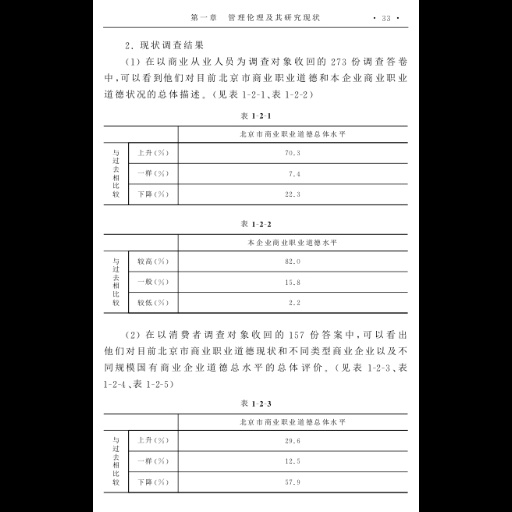 第一章　管理伦理及其研究现状 · 33 ·
2. 现状调查结果
(1) 在以商业从业人员为调查对象收回的 273 份调查答卷
中,可以看到他们对目前北京市商业职业道德和本企业商业职业
道德状况的总体描述。(见表 1-2-1、表 1-2-2)
表 1-2-1
北京市商业职业道德总体水平
与过去相比较
上升(%) 70.3
一样(%) 7.4
下降(%) 22.3
表 1-2-2
本企业商业职业道德水平
与过去相比较
较高(%) 82.0
一般(%) 15.8
较低(%) 2.2
(2) 在以消费者调查对象收回的 157 份答案中,可以看出
他们对目前北京市商业职业道德现状和不同类型商业企业以及不
同规模国有商业企业道德总水平的总体评价。(见表 1-2-3、表
1-2-4、表 1-2-5)
表 1-2-3
北京市商业职业道德总体水平
与过去相比较
上升(%) 29.6
一样(%) 12.5
下降(%) 57.9